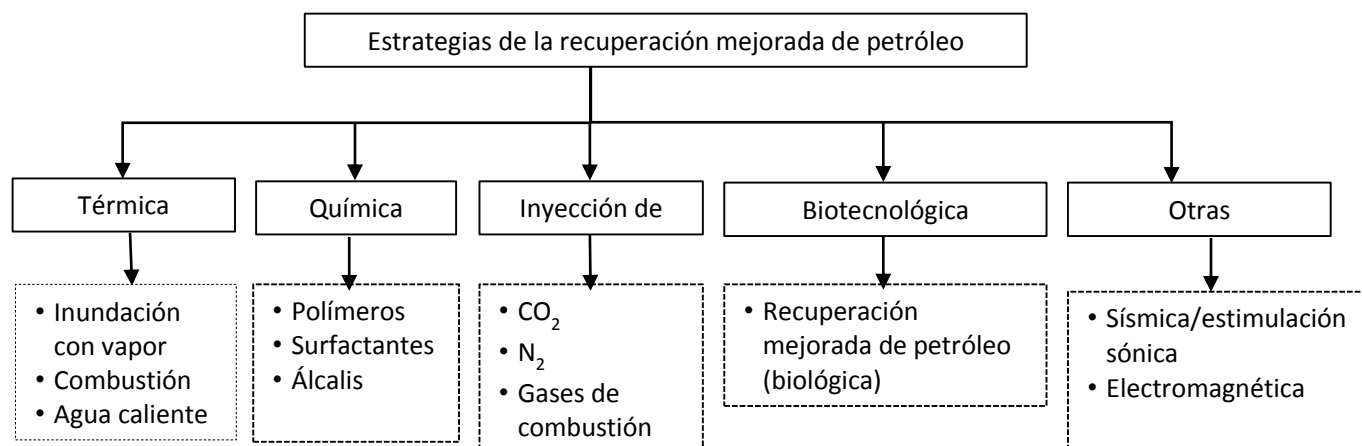 Estrategias de la recuperación mejorada de petróleo
Térmica
Química
Inyección de
Biotecnológica
Otras
• Inundación
con vapor
• Combustión
• Agua caliente
• Polímeros
• Surfactantes
• Álcalis
• CO₂
• N₂
• Gases de
combustión
• Recuperación
mejorada de petróleo
(biológica)
• Sísmica/estimulación
sónica
• Electromagnética